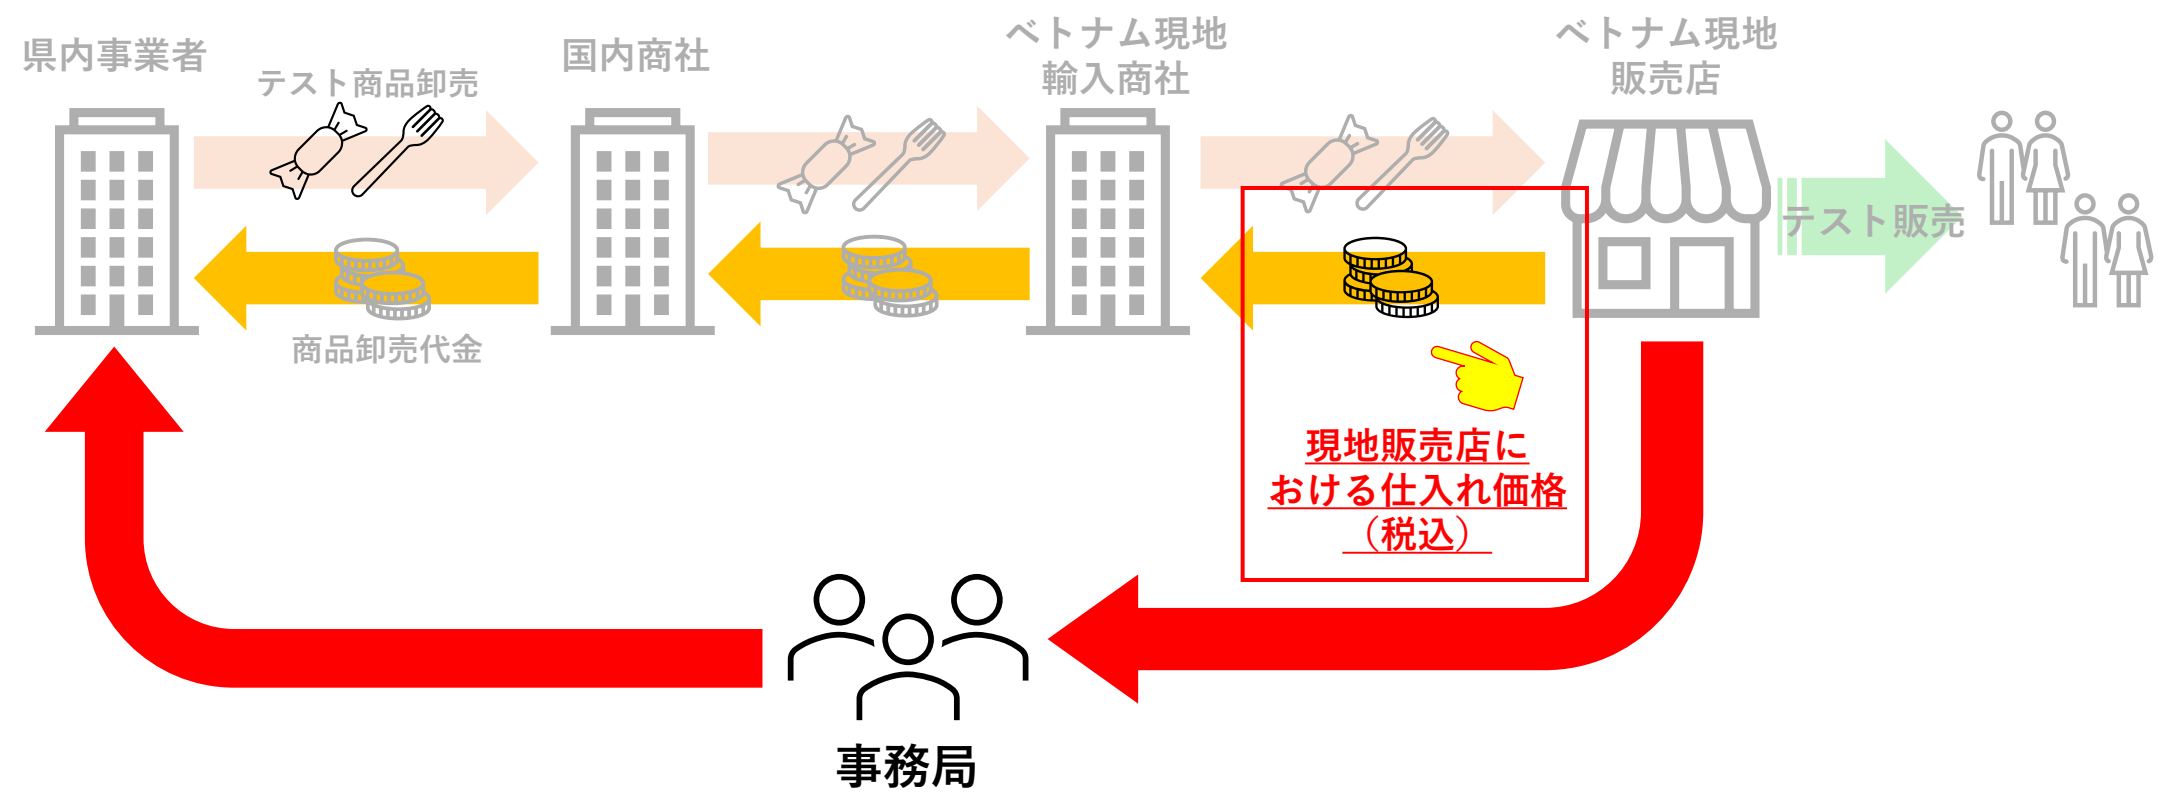 県内事業者
テスト商品卸売
国内商社
ベトナム現地
輸入商社
ベトナム現地
販売店
テスト販売
商品卸売代金
現地販売店に
おける仕入れ価格
（税込）
事務局